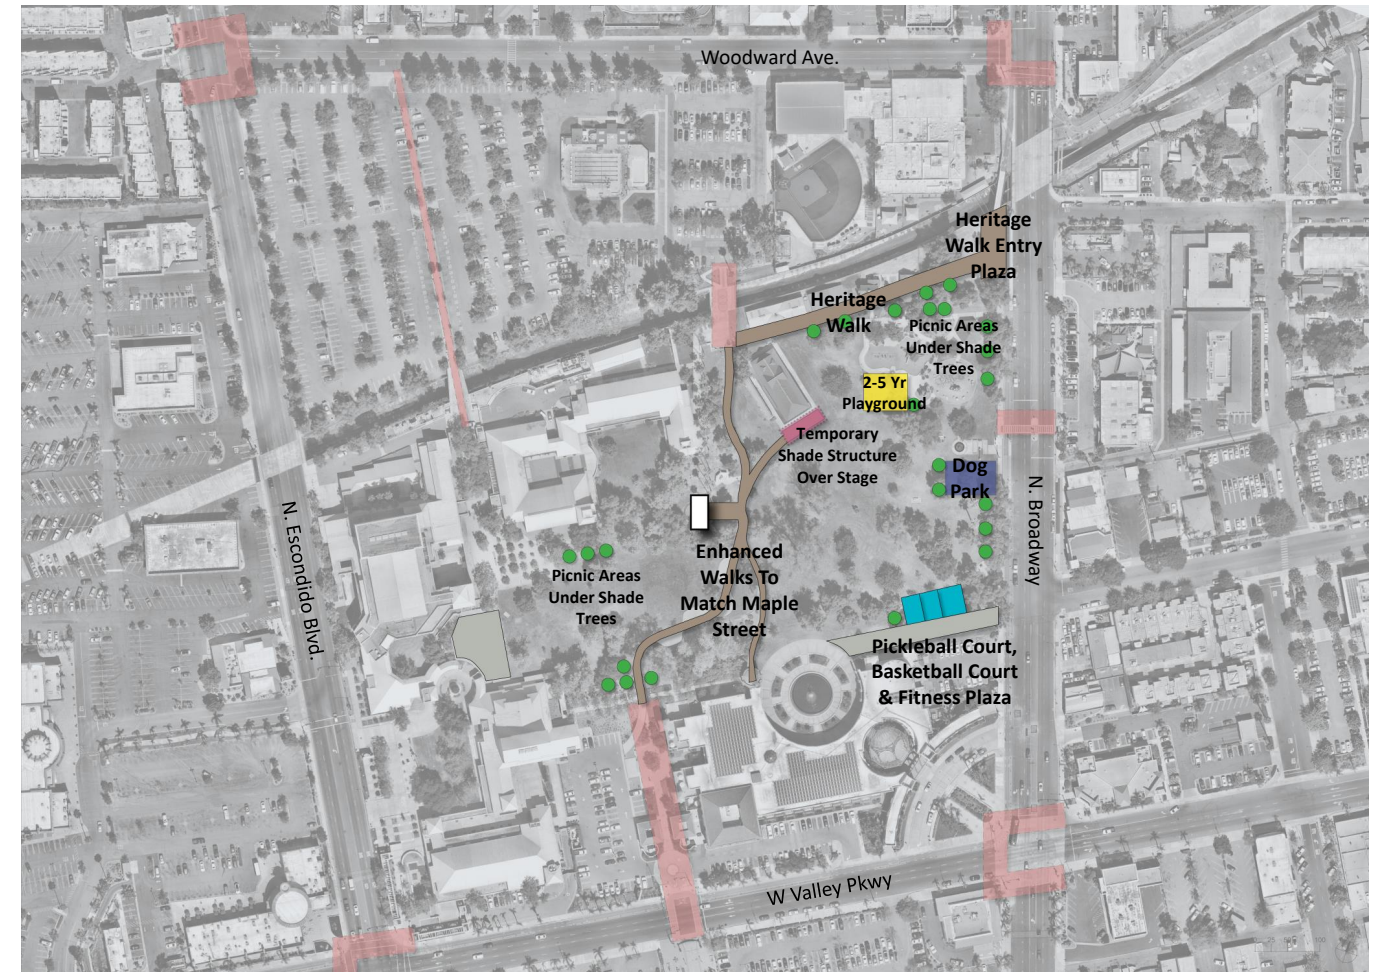 Woodward Ave.
Heritage
Walk Entry
Plaza
Heritage
Walk
Picnic Areas
Under Shade
Trees
2-5 Yr
Playground
Temporary
Shade Structure
Over Stage
Dog
Park
N. Broadway
N. Escondido Blvd.
Enhanced
Walks To
Match Maple
Street
Picnic Areas
Under Shade
Trees
Pickleball Court,
Basketball Court
& Fitness Plaza
W Valley Pkwy